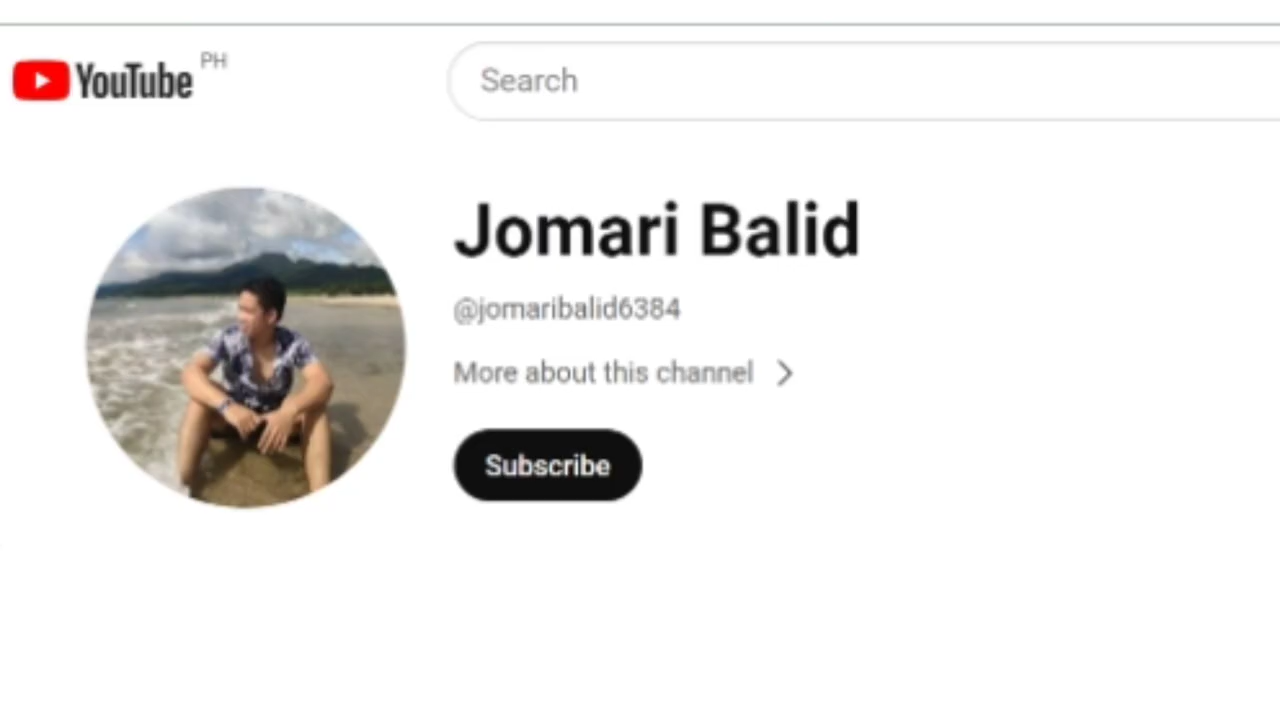 YouTube PH
Search
Jomari Balid
@jomaribalid6384
More about this channel
Subscribe